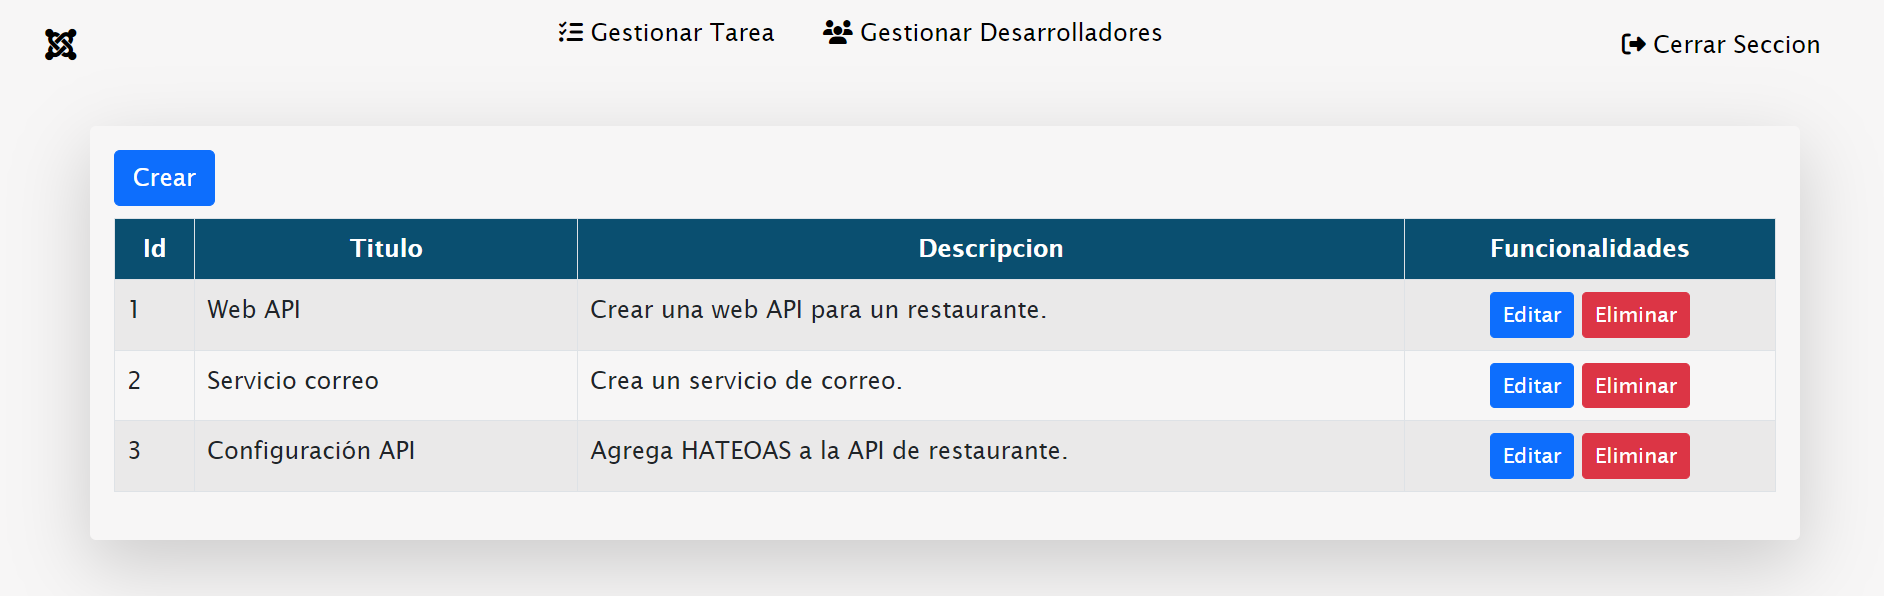 Gestionar Tarea Gestionar Desarrolladores Cerrar Seccion
Crear
Id Titulo Descripcion Funcionalidades
1 Web API Crear una web API para un restaurante. Editar Eliminar
2 Servicio correo Crea un servicio de correo. Editar Eliminar
3 Configuración API Agrega HATEOAS a la API de restaurante. Editar Eliminar